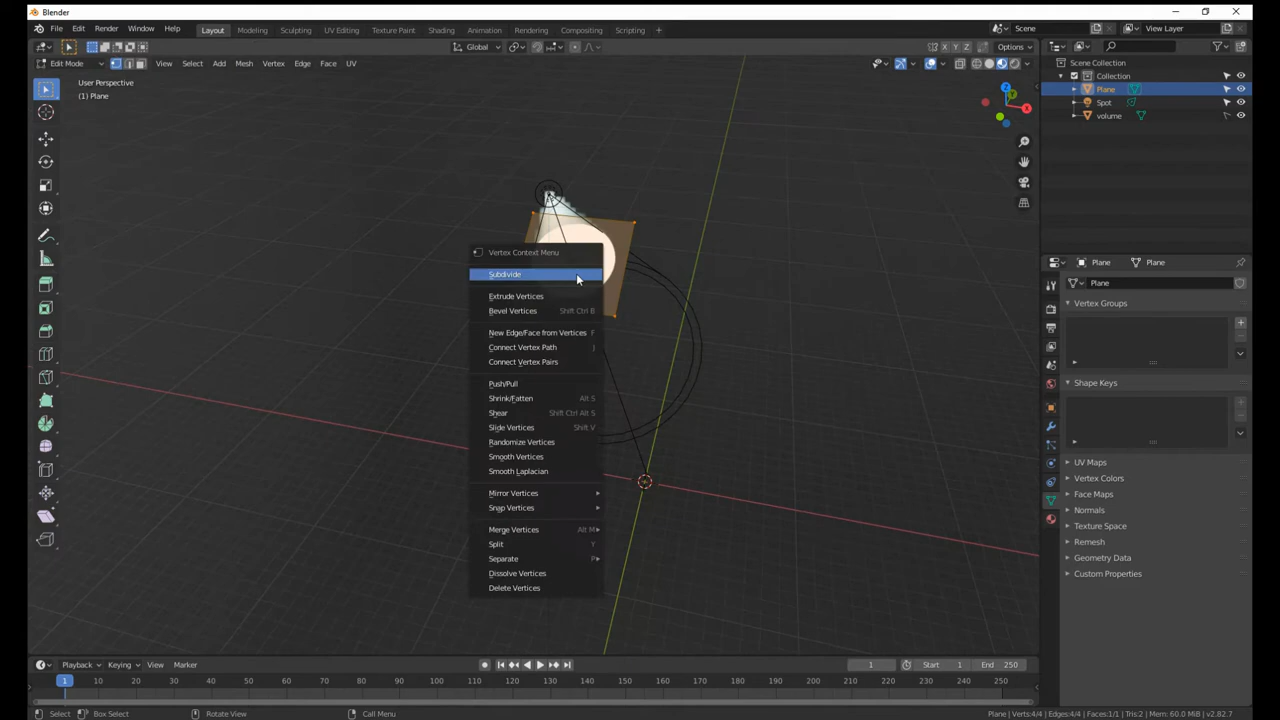 Blender
File Edit Render Window Help Layout Modeling Sculpting UV Editing Texture Paint Shading Animation Rendering Compositing Scripting + Scene View Layer
Global Options
X Y Z
Edit Mode View Select Add Mesh Vertex Edge Face UV
Scene Collection
Collection
Plane
Spot
volume
User Perspective
(1) Plane
Z
Y
X
Vertex Context Menu
Subdivide
Extrude Vertices
Bevel Vertices Shift Ctrl B
New Edge/Face from Vertices F
Connect Vertex Path J
Connect Vertex Pairs
Push/Pull
Shrink/Fatten Alt S
Shear Shift Ctrl Alt S
Slide Vertices Shift V
Randomize Vertices
Smooth Vertices
Smooth Laplacian
Mirror Vertices
Snap Vertices
Merge Vertices Alt M
Split Y
Separate P
Dissolve Vertices
Delete Vertices
Plane Plane
Plane
Vertex Groups
Shape Keys
UV Maps
Vertex Colors
Face Maps
Normals
Texture Space
Remesh
Geometry Data
Custom Properties
Playback Keying View Marker 1 Start 1 End 250
1 10 20 30 40 50 60 70 80 90 100 110 120 130 140 150 160 170 180 190 200 210 220 230 240 250
Select Box Select Rotate View Call Menu Plane | Verts:4/4 | Edges:4/4 | Faces:1/1 | Tris:2 | Mem: 60.0 MiB | v2.82.7